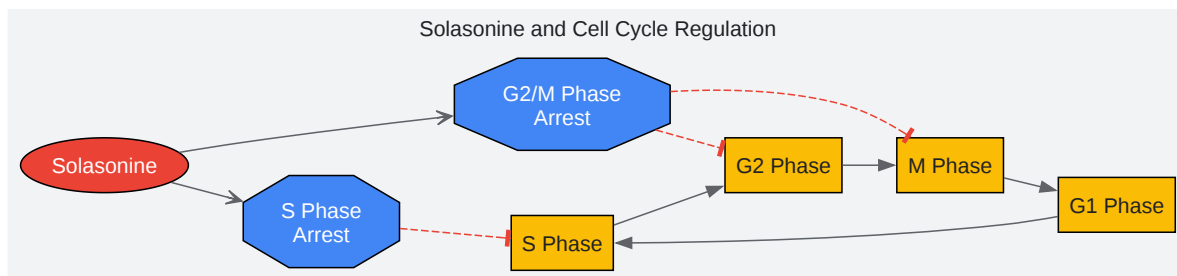 Solasonine and Cell Cycle Regulation
G2/M Phase
Arrest
Solasonine
G2 Phase
M Phase
G1 Phase
S Phase
Arrest
S Phase